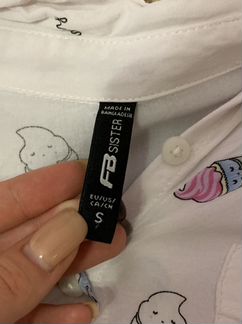 MADE IN
BANGLADESH
FB SISTER
EU/US/
CA/CN
S